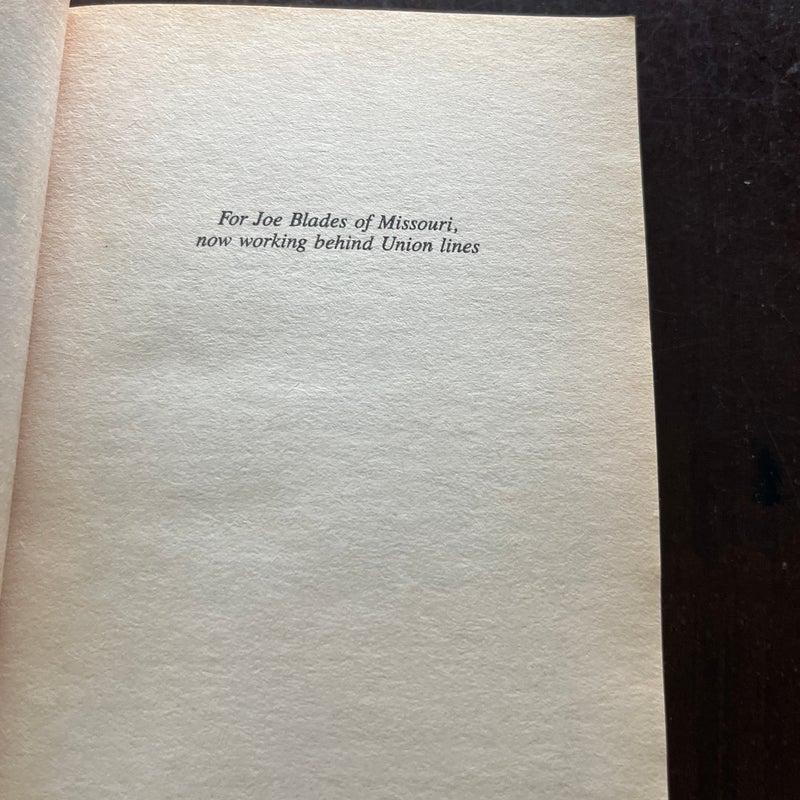 For Joe Blades of Missouri,
now working behind Union lines